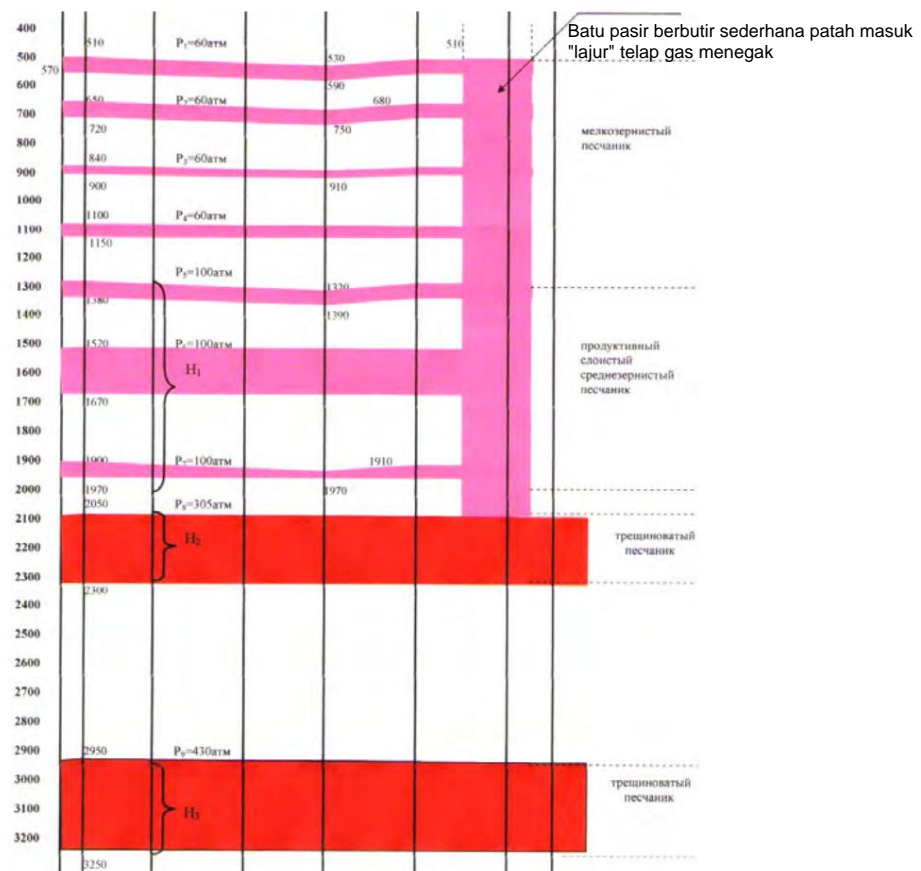 Batu pasir berbutir sederhana patah masuk
"lajur" telap gas menegak
400
510 P₁=60атм 510
530
500
570
600
590
650 P₂=60атм 680
700
720 750
мелкозернистый
песчаник
800
840 P₃=60атм
900
900 910
1000
1100 P₄=60атм
1100
1150
1200
P₅=100атм
1300
1320
1380
1400
1390
1500
1520 P₆=100атм
продуктивный
слоистый
среднезернистый
песчаник
1600
H₁
1700
1670
1800
1900
1900 P₇=100атм 1910
2000
1970 1970
2050 P₈=305атм
2100
трещиноватый
песчаник
2200
H₂
2300
2300
2400
2500
2600
2700
2800
2900
2950 P₉=430атм
3000
трещиноватый
песчаник
3100
H₃
3200
3250